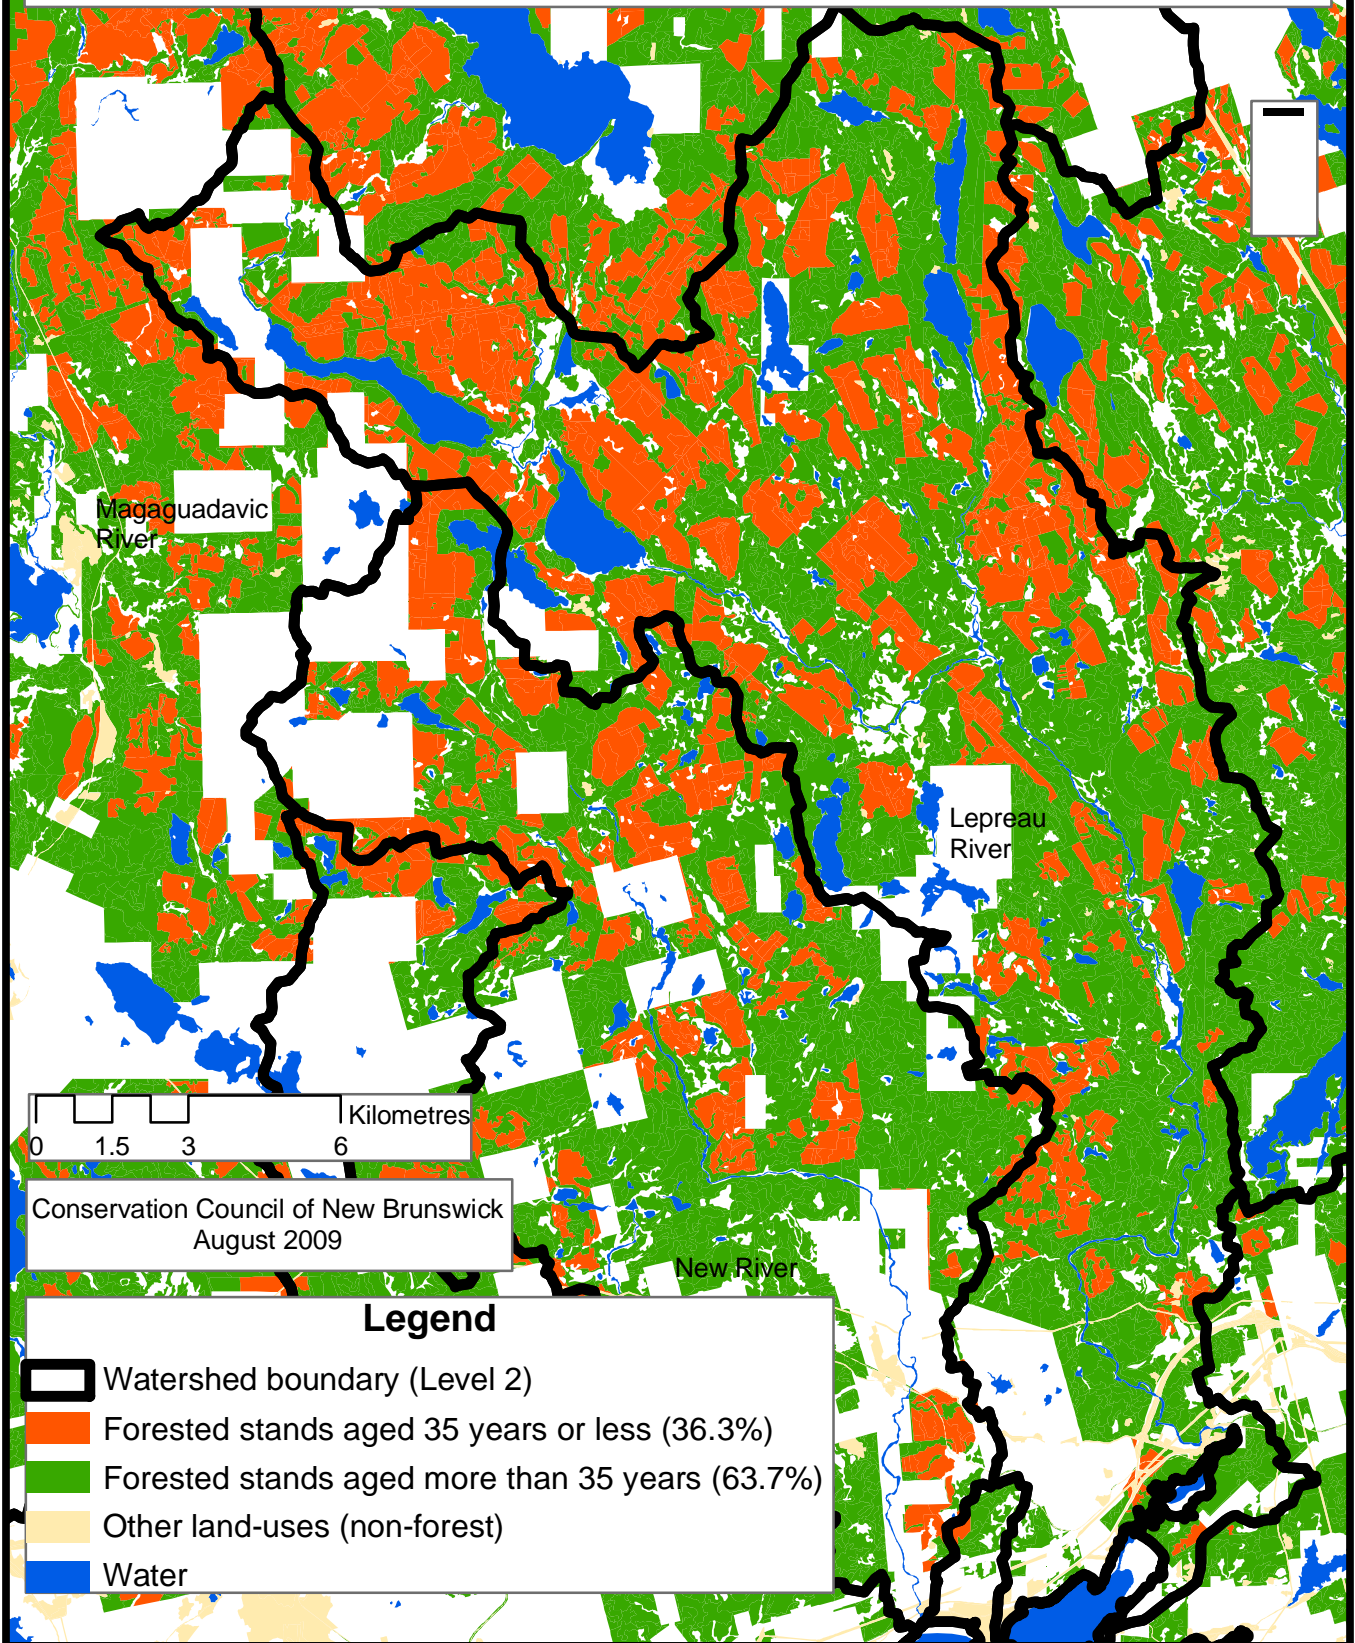 Magaguadavic
River
Lepreau
River
Kilometres
0 1.5 3 6
Conservation Council of New Brunswick
August 2009
New River
Legend
Watershed boundary (Level 2)
Forested stands aged 35 years or less (36.3%)
Forested stands aged more than 35 years (63.7%)
Other land-uses (non-forest)
Water